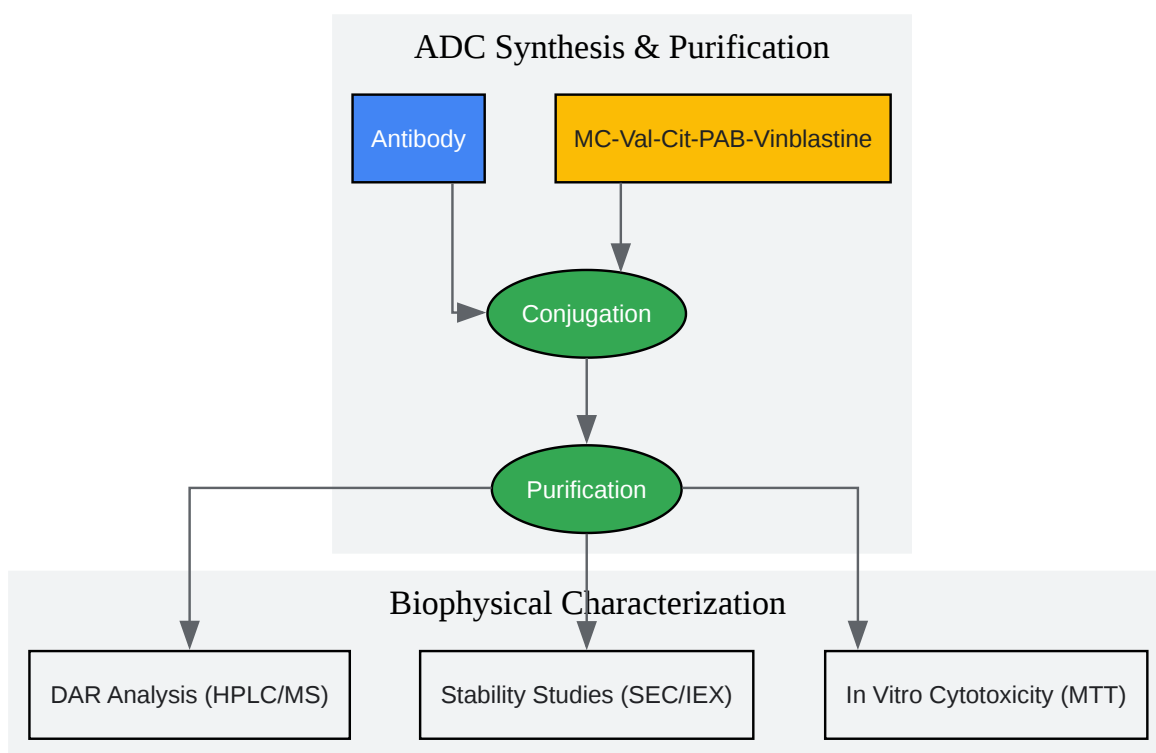 ADC Synthesis & Purification
Antibody
MC-Val-Cit-PAB-Vinblastine
Conjugation
Purification
Biophysical Characterization
DAR Analysis (HPLC/MS)
Stability Studies (SEC/IEX)
In Vitro Cytotoxicity (MTT)